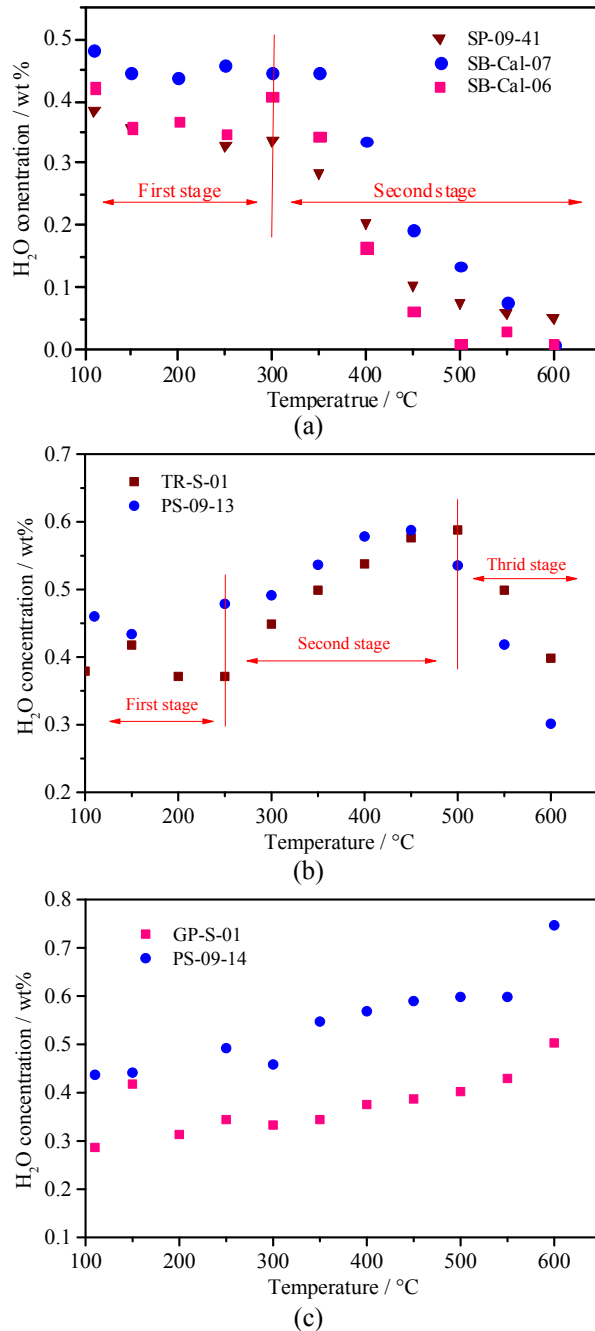 0.5
0.4
0.3
0.2
0.1
0.0
H₂O conentration / wt %
SP-09-41
SB-Cal-07
SB-Cal-06
First stage
Second stage
100 200 300 400 500 600
Temperatrue / °C
(a)
0.7
0.6
0.5
0.4
0.3
0.2
H₂O concentration / wt%
TR-S-01
PS-09-13
Thrid stage
Second stage
First stage
100 200 300 400 500 600
Temperature / °C
(b)
0.8
0.7
0.6
0.5
0.4
0.3
0.2
0.1
H₂O concentration / wt%
GP-S-01
PS-09-14
100 200 300 400 500 600
Temperature / °C
(c)